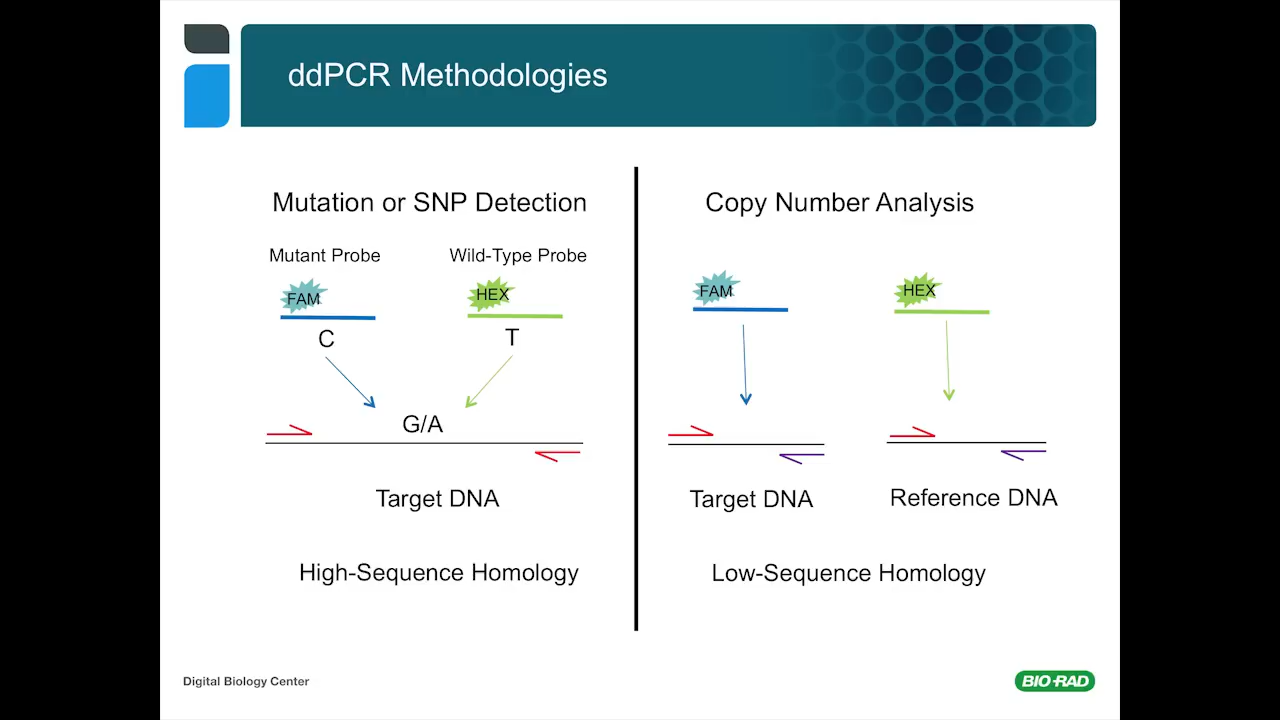 ddPCR Methodologies
Mutation or SNP Detection
Mutant Probe
Wild-Type Probe
FAM
HEX
C
T
G/A
Target DNA
High-Sequence Homology
Copy Number Analysis
FAM
HEX
Target DNA
Reference DNA
Low-Sequence Homology
Digital Biology Center
BIO-RAD